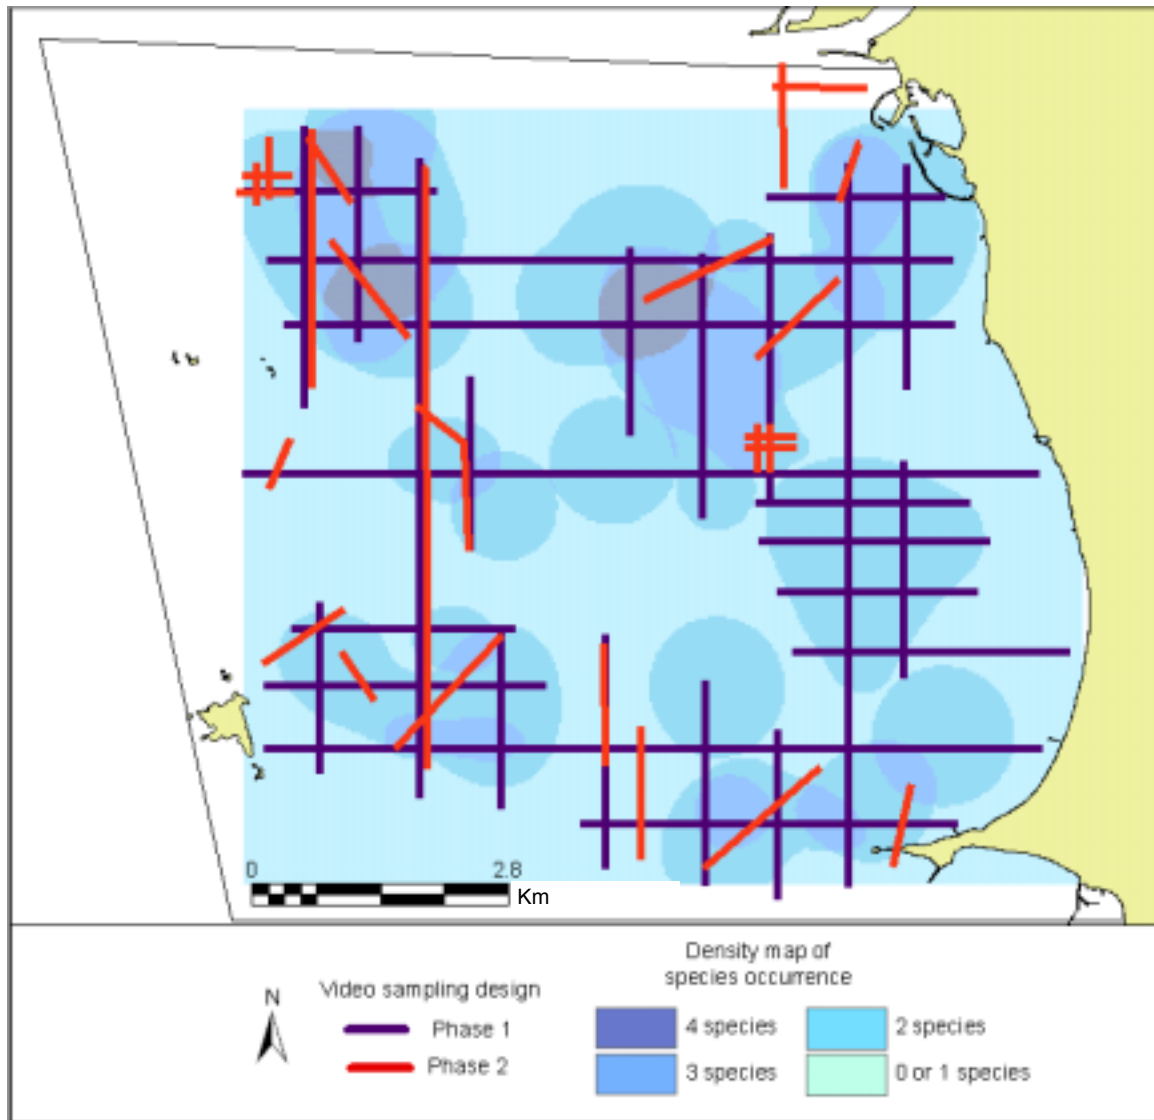 0 2.8
Km
Density map of
species occurrence
Video sampling design
N
Phase 1
Phase 2
4 species
2 species
3 species
0 or 1 species